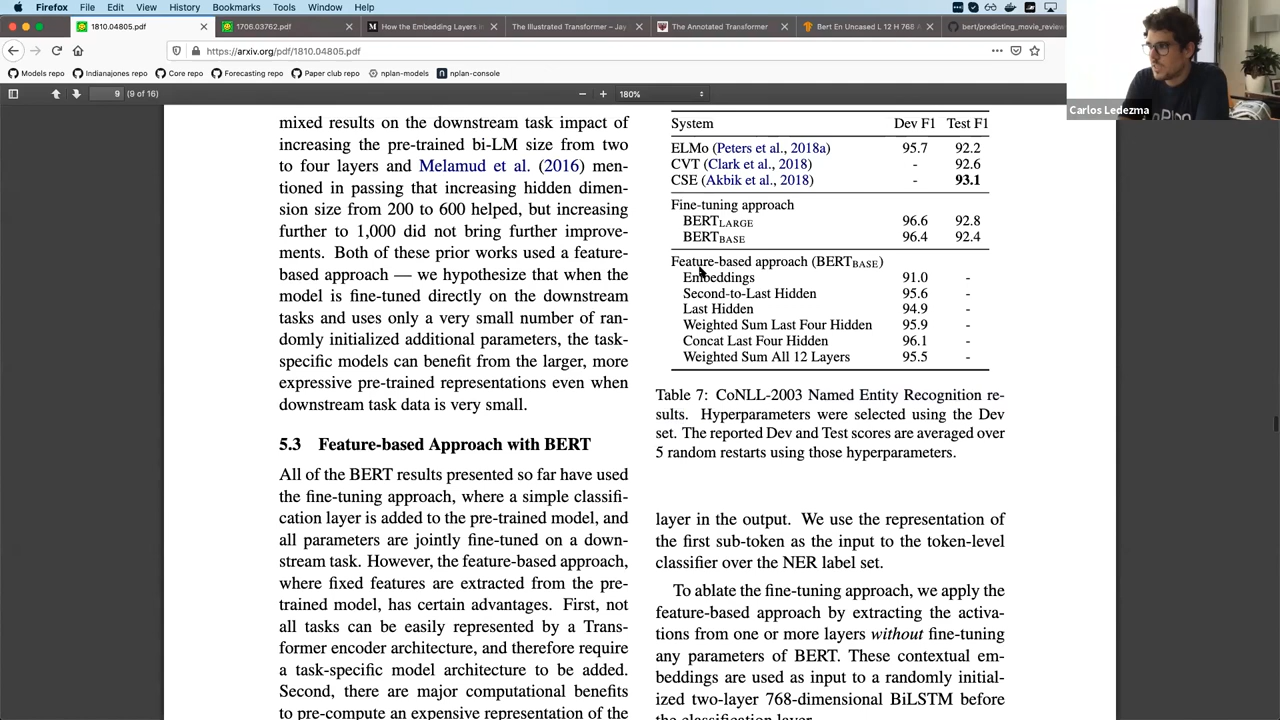 Firefox File Edit View History Bookmarks Tools Window Help
1810.04805.pdf
1706.03762.pdf
How the Embedding Layers in
The Illustrated Transformer – Jay
The Annotated Transformer
Bert En Uncased L 12 H 768 A
bert/predicting_movie_review
https://arxiv.org/pdf/1810.04805.pdf
Models repo Indianajones repo Core repo Forecasting repo Paper club repo nplan-models nplan-console
9 (9 of 16)
180%
Carlos Ledezma
mixed results on the downstream task impact of
increasing the pre-trained bi-LM size from two
to four layers and Melamud et al. (2016) men-
tioned in passing that increasing hidden dimen-
sion size from 200 to 600 helped, but increasing
further to 1,000 did not bring further improve-
ments. Both of these prior works used a feature-
based approach — we hypothesize that when the
model is fine-tuned directly on the downstream
tasks and uses only a very small number of ran-
domly initialized additional parameters, the task-
specific models can benefit from the larger, more
expressive pre-trained representations even when
downstream task data is very small.
5.3 Feature-based Approach with BERT
All of the BERT results presented so far have used
the fine-tuning approach, where a simple classifi-
cation layer is added to the pre-trained model, and
all parameters are jointly fine-tuned on a down-
stream task. However, the feature-based approach,
where fixed features are extracted from the pre-
trained model, has certain advantages. First, not
all tasks can be easily represented by a Trans-
former encoder architecture, and therefore require
a task-specific model architecture to be added.
Second, there are major computational benefits
to pre-compute an expensive representation of the
System Dev F1 Test F1
ELMo (Peters et al., 2018a) 95.7 92.2
CVT (Clark et al., 2018) - 92.6
CSE (Akbik et al., 2018) - 93.1
Fine-tuning approach
BERTLARGE 96.6 92.8
BERTBASE 96.4 92.4
Feature-based approach (BERTBASE)
Embeddings 91.0 -
Second-to-Last Hidden 95.6 -
Last Hidden 94.9 -
Weighted Sum Last Four Hidden 95.9 -
Concat Last Four Hidden 96.1 -
Weighted Sum All 12 Layers 95.5 -
Table 7: CoNLL-2003 Named Entity Recognition re-
sults. Hyperparameters were selected using the Dev
set. The reported Dev and Test scores are averaged over
5 random restarts using those hyperparameters.
layer in the output. We use the representation of
the first sub-token as the input to the token-level
classifier over the NER label set.
To ablate the fine-tuning approach, we apply the
feature-based approach by extracting the activa-
tions from one or more layers without fine-tuning
any parameters of BERT. These contextual em-
beddings are used as input to a randomly initial-
ized two-layer 768-dimensional BiLSTM before
the classification layer.